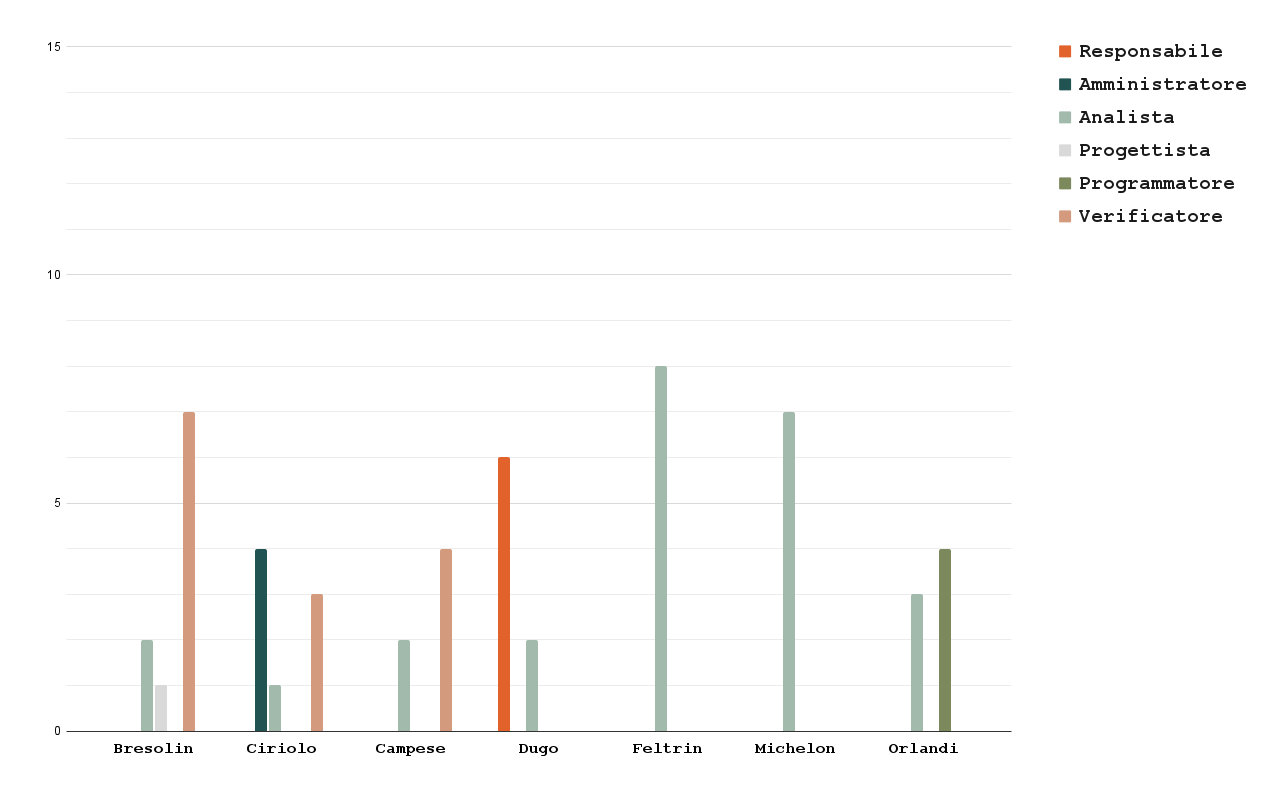 15
10
5
0
Bresolin Ciriolo Campese Dugo Feltrin Michelon Orlandi
Responsabile
Amministratore
Analista
Progettista
Programmatore
Verificatore